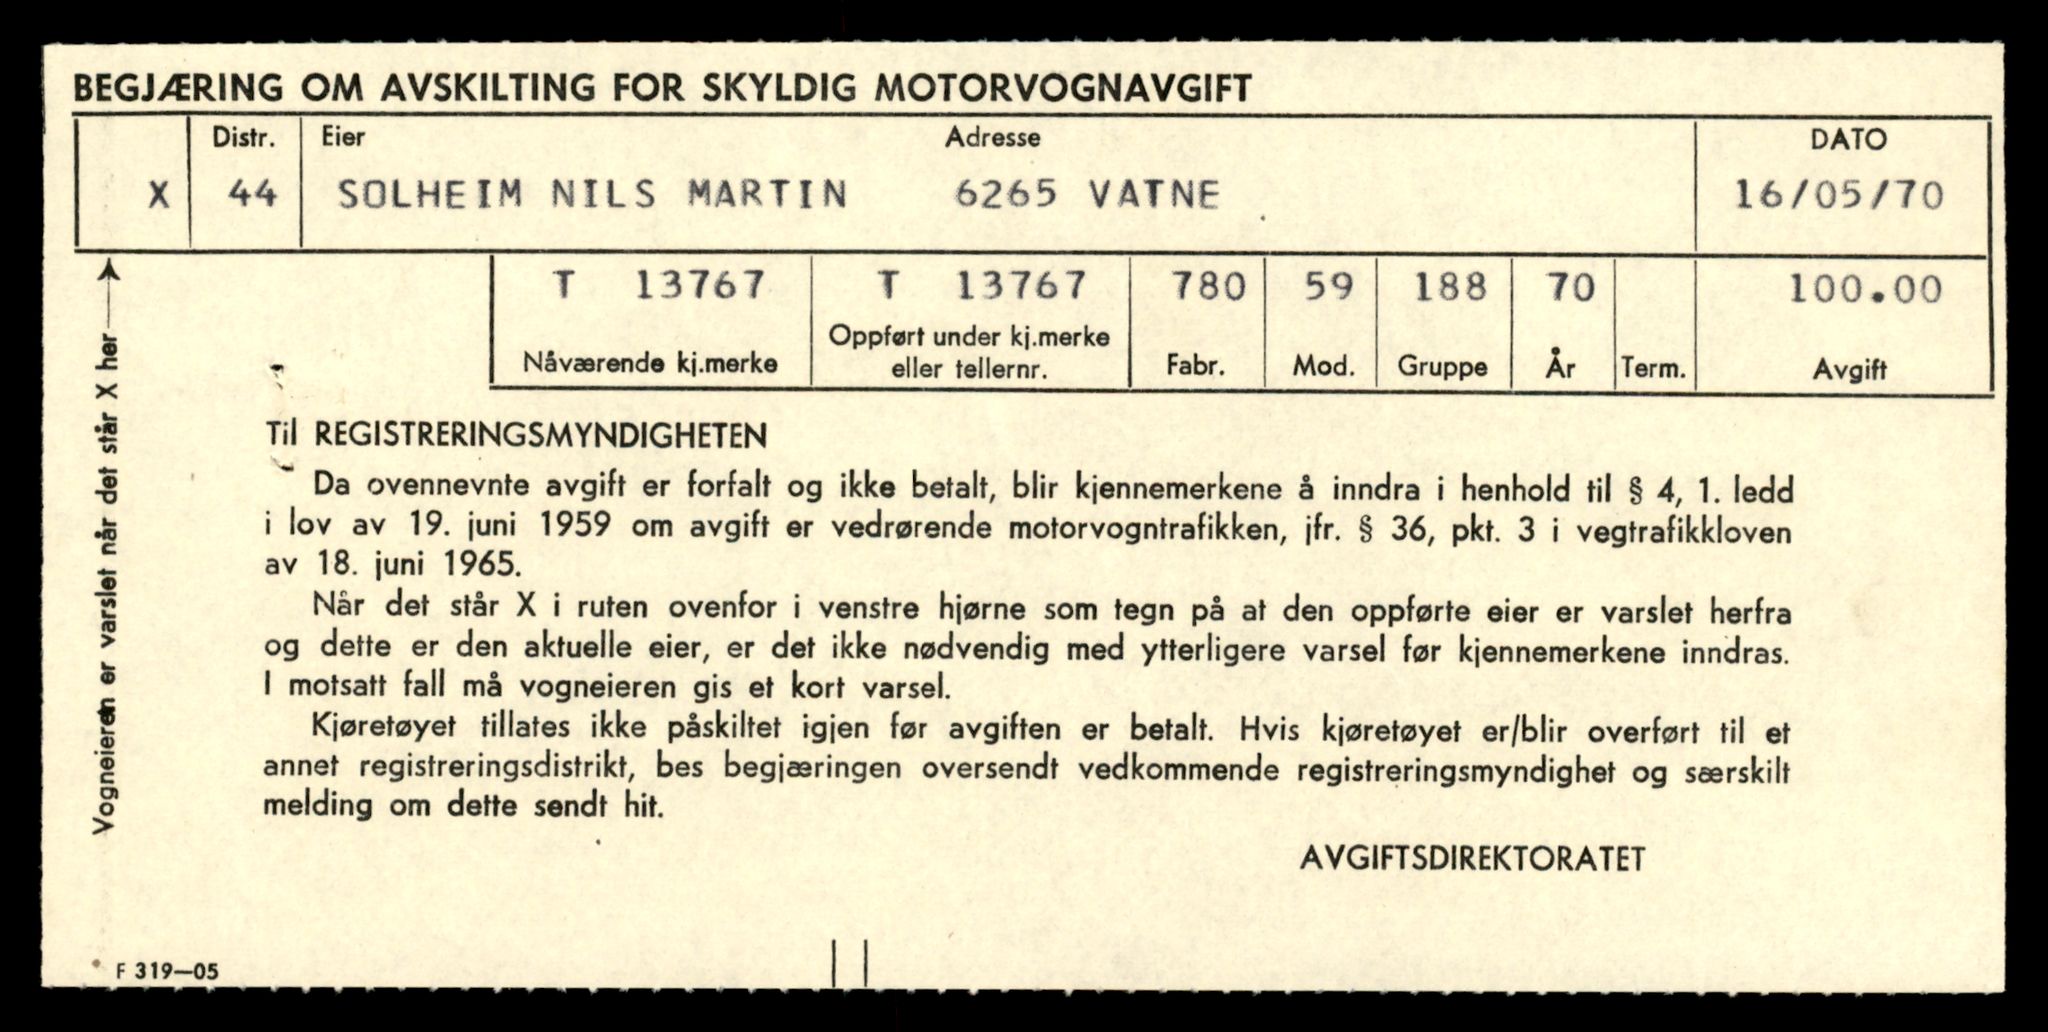 BEGJÆRING OM AVSKILTING FOR SKYLDIG MOTORVOGNAVGIFT
Distr. Eier Adresse DATO
X 44 SOLHEIM NILS MARTIN 6265 VATNE 16/05/70
T 13767 T 13767 780 59 188 70 100.00
Nåværende kj.merke Oppført under kj.merke eller tellernr. Fabr. Mod. Gruppe År Term. Avgift
Vogneieren er varslet når det står X her
Til REGISTRERINGSMYNDIGHETEN
Da ovennevnte avgift er forfalt og ikke betalt, blir kjennemerkene å inndra i henhold til § 4, 1. ledd
i lov av 19. juni 1959 om avgift er vedrørende motorvogntrafikken, jfr. § 36, pkt. 3 i vegtrafikkloven
av 18. juni 1965.
Når det står X i ruten ovenfor i venstre hjørne som tegn på at den oppførte eier er varslet herfra
og dette er den aktuelle eier, er det ikke nødvendig med ytterligere varsel før kjennemerkene inndras.
I motsatt fall må vogneieren gis et kort varsel.
Kjøretøyet tillates ikke påskiltet igjen før avgiften er betalt. Hvis kjøretøyet er/blir overført til et
annet registreringsdistrikt, bes begjæringen oversendt vedkommende registreringsmyndighet og særskilt
melding om dette sendt hit.
AVGIFTSDIREKTORATET
F 319—05